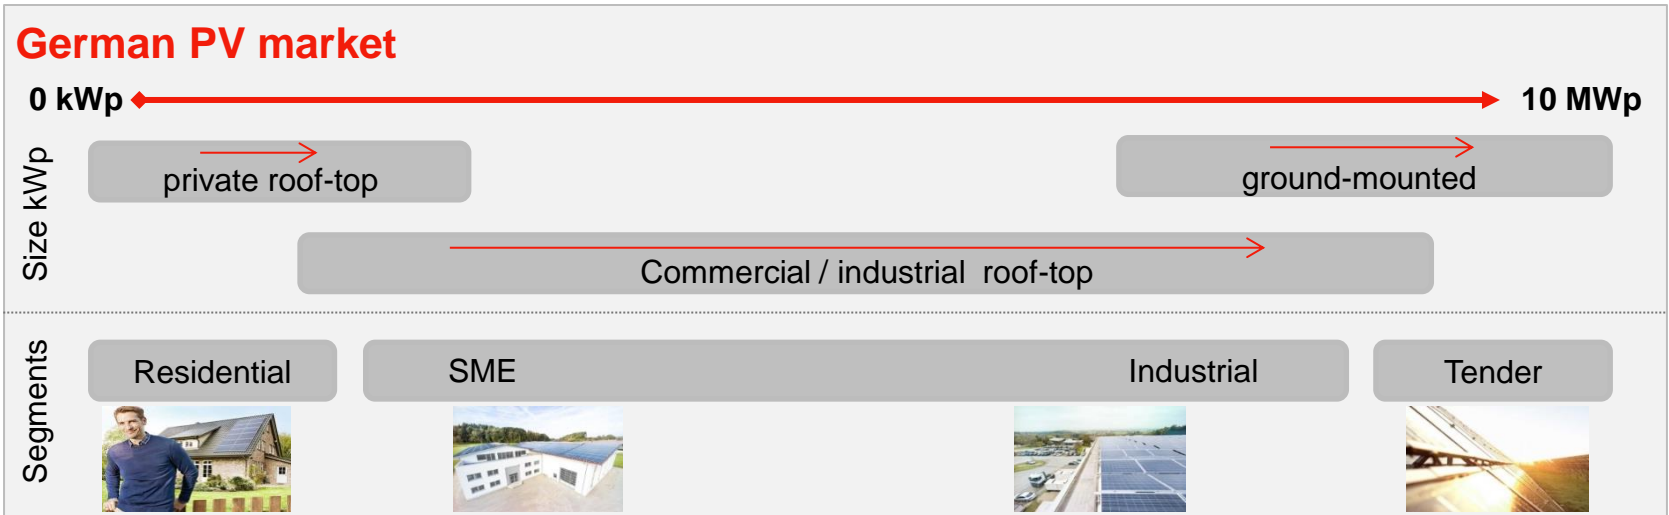 German PV market
0 kWp
10 MWp
Size kWp
private roof-top
ground-mounted
Commercial / industrial roof-top
Segments
Residential
SME
Industrial
Tender